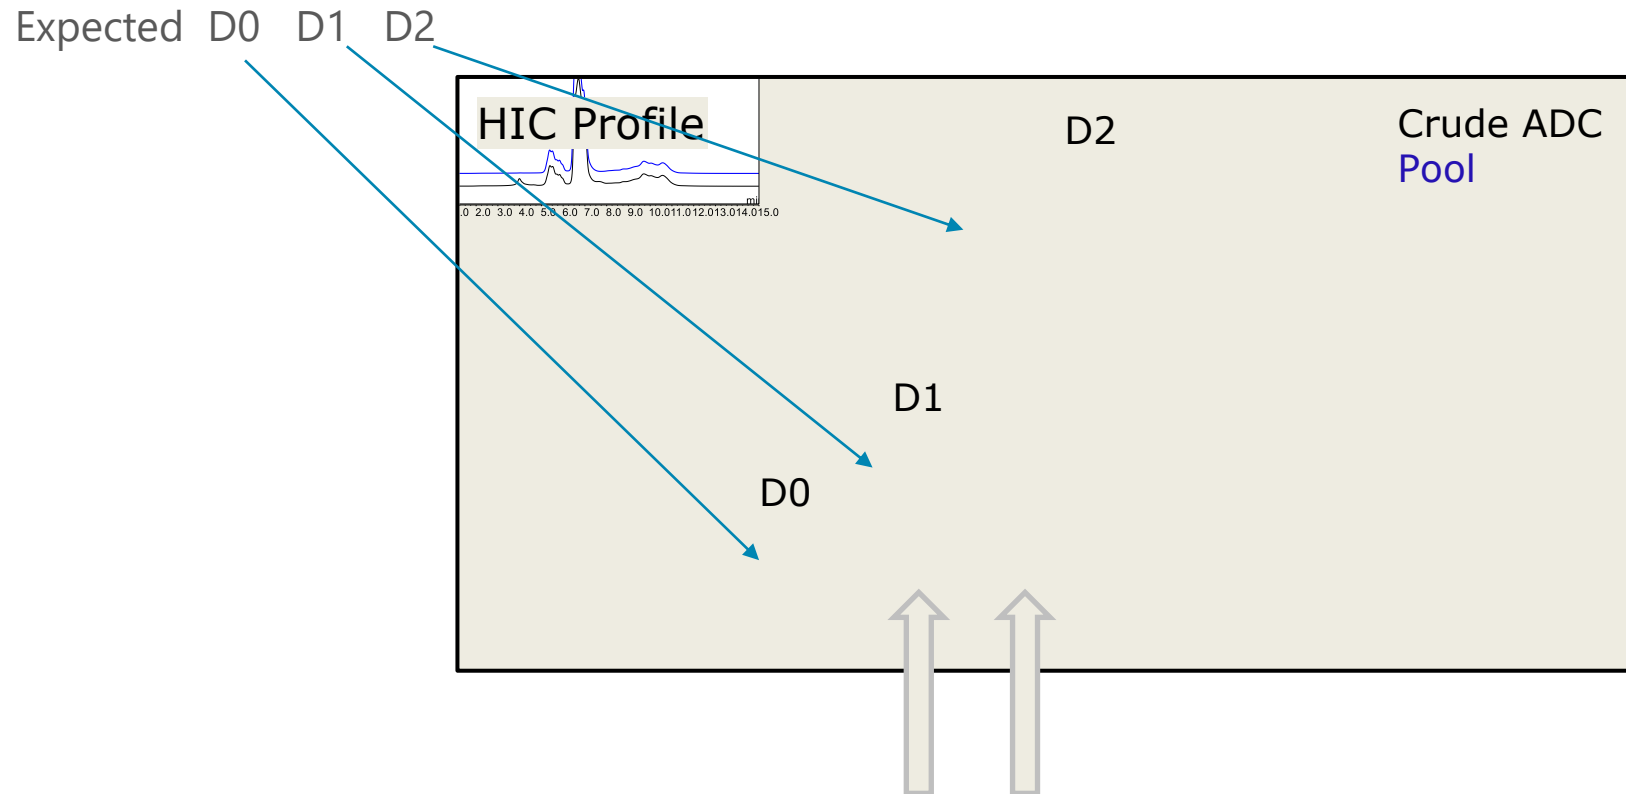 Expected D0 D1 D2
HIC Profile
D2
Crude ADC
Pool
.0 2.0 3.0 4.0 5.0 6.0 7.0 8.0 9.0 10.011.012.013.014.015.0
D1
D0